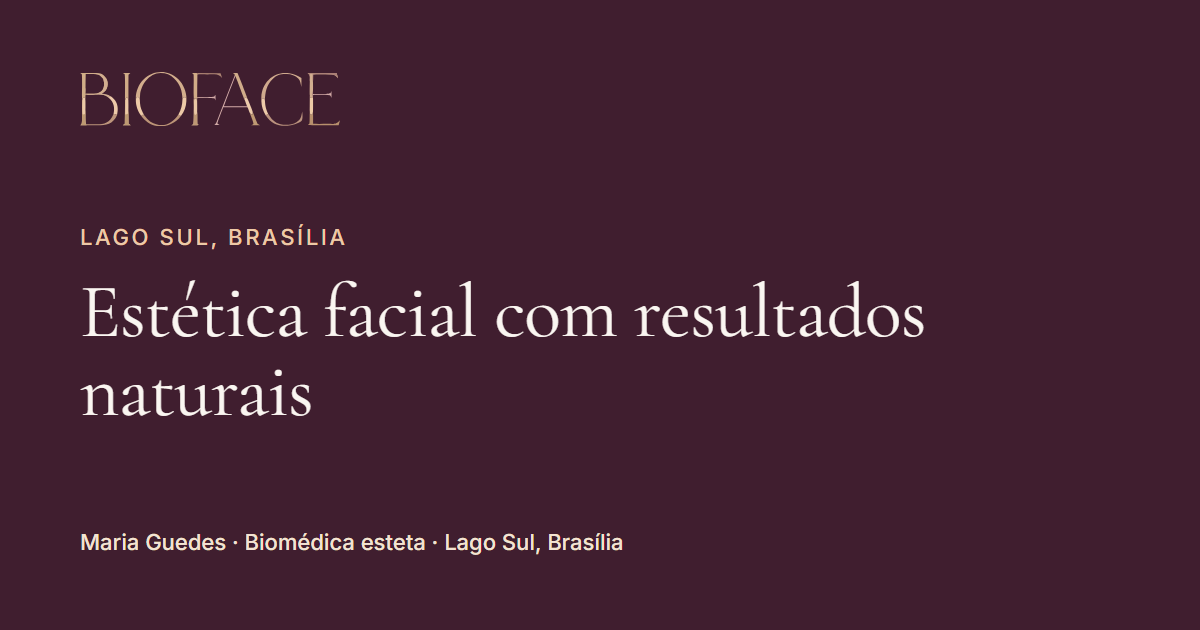 BIOFACE
LAGO SUL, BRASÍLIA
Estética facial com resultados
naturais
Maria Guedes · Biomédica esteta · Lago Sul, Brasília